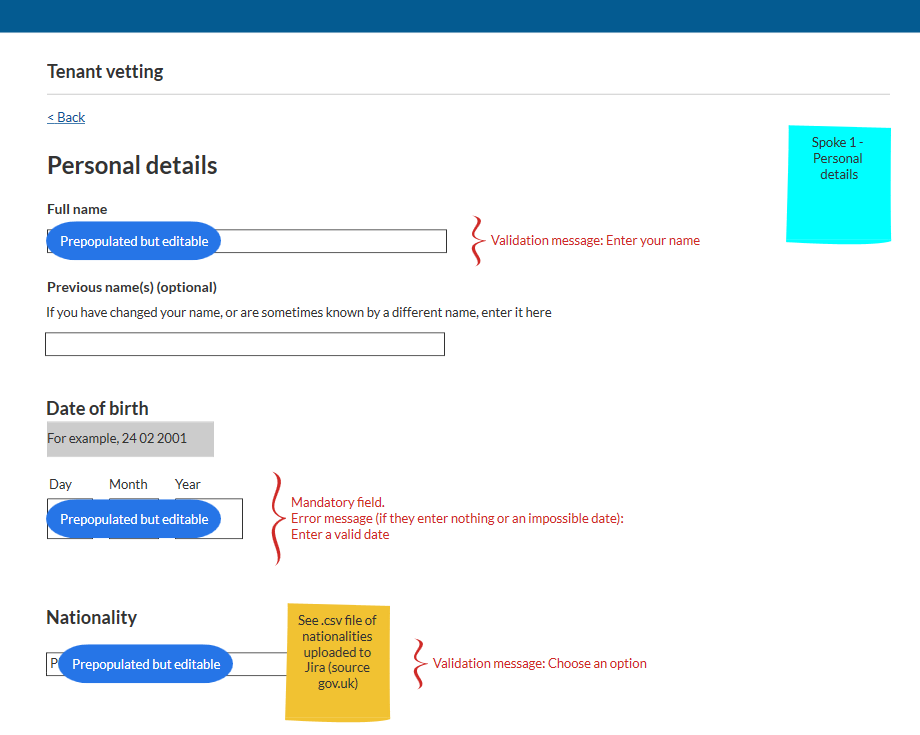 Tenant vetting
< Back
Personal details
Spoke 1 -
Personal
details
Full name
Prepopulated but editable
Validation message: Enter your name
Previous name(s) (optional)
If you have changed your name, or are sometimes known by a different name, enter it here
Date of birth
For example, 24 02 2001
Day Month Year
Prepopulated but editable
Mandatory field.
Error message (if they enter nothing or an impossible date):
Enter a valid date
Nationality
Prepopulated but editable
See .csv file of
nationalities
uploaded to
Jira (source
gov.uk)
Validation message: Choose an option